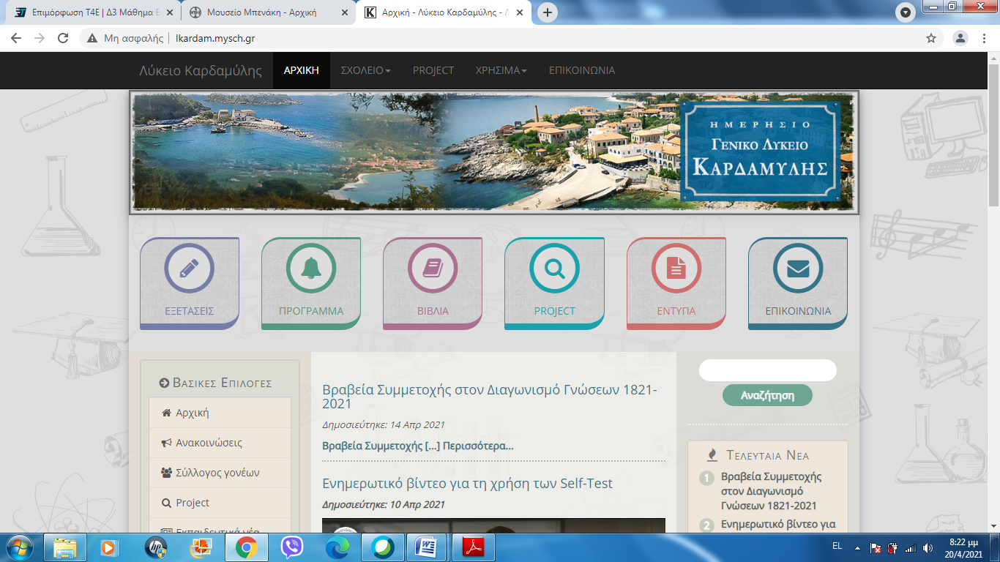 Επιμόρφωση T4E | Δ3 Μάθημα Ε
Μουσείο Μπενάκη - Αρχική
Αρχική - Λύκειο Καρδαμύλης - Λ
Μη ασφαλής
lkardam.mysch.gr
Λύκειο Καρδαμύλης
ΑΡΧΙΚΗ
ΣΧΟΛΕΙΟ
PROJECT
ΧΡΗΣΙΜΑ
ΕΠΙΚΟΙΝΩΝΙΑ
ΗΜΕΡΗΣΙΟ
ΓΕΝΙΚΟ ΛΥΚΕΙΟ
ΚΑΡΔΑΜΥΛΗΣ
ΕΞΕΤΑΣΕΙΣ
ΠΡΟΓΡΑΜΜΑ
ΒΙΒΛΙΑ
PROJECT
ΕΝΤΥΠΑ
ΕΠΙΚΟΙΝΩΝΙΑ
ΒΑΣΙΚΕΣ ΕΠΙΛΟΓΕΣ
Αρχική
Ανακοινώσεις
Σύλλογος γονέων
Project
Εκπαιδευτικά νέα
Βραβεία Συμμετοχής στον Διαγωνισμό Γνώσεων 1821-
2021
Δημοσιεύτηκε: 14 Απρ 2021
Βραβεία Συμμετοχής [...] Περισσότερα...
Ενημερωτικό βίντεο για τη χρήση των Self-Test
Δημοσιεύτηκε: 10 Απρ 2021
Αναζήτηση
ΤΕΛΕΥΤΑΙΑ ΝΕΑ
1 Βραβεία Συμμετοχής
στον Διαγωνισμό
Γνώσεων 1821-2021
2 Ενημερωτικό βίντεο για
EL
8:22 μμ
20/4/2021